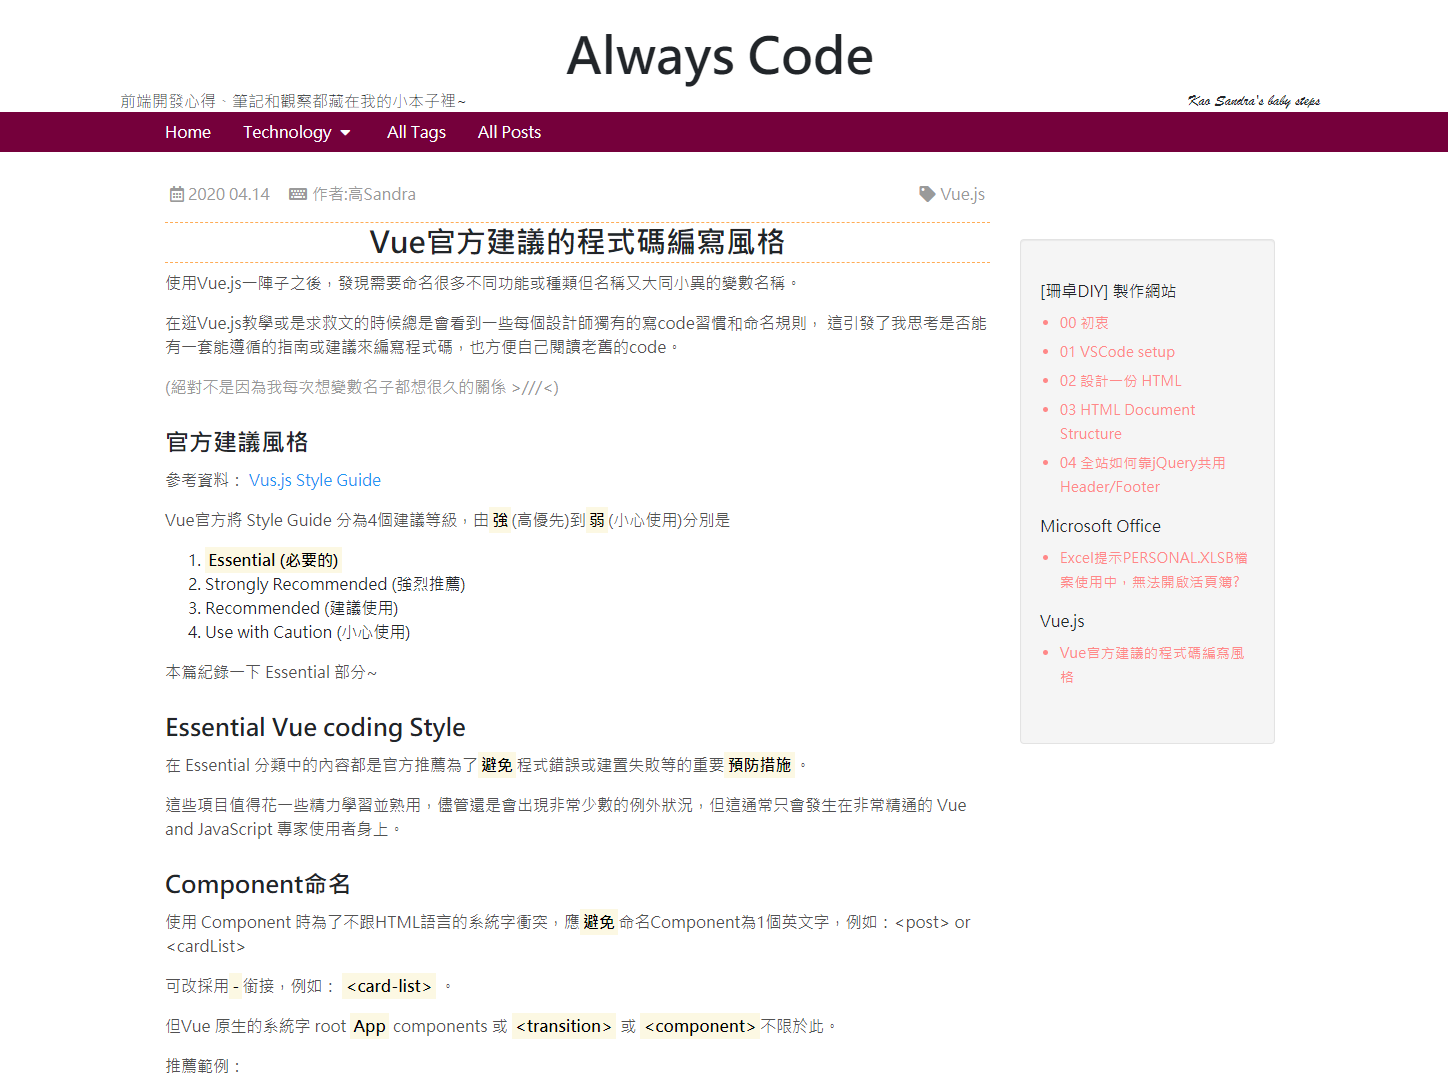 Always Code
前端開發心得、筆記和觀察都藏在我的小本子裡~
Kao Sandra's baby steps
Home Technology All Tags All Posts
2020 04.14 作者:高Sandra Vue.js
Vue官方建議的程式碼編寫風格
使用Vue.js一陣子之後，發現需要命名很多不同功能或種類但名稱又大同小異的變數名稱。
在逛Vue.js教學或是求救文的時候總是會看到一些每個設計師獨有的寫code習慣和命名規則， 這引發了我思考是否能
有一套能遵循的指南或建議來編寫程式碼，也方便自己閱讀老舊的code。
(絕對不是因為我每次想變數名子都想很久的關係 >///<)
官方建議風格
參考資料： Vus.js Style Guide
Vue官方將 Style Guide 分為4個建議等級，由 強 (高優先)到 弱 (小心使用)分別是
1. Essential (必要的)
2. Strongly Recommended (強烈推薦)
3. Recommended (建議使用)
4. Use with Caution (小心使用)
本篇紀錄一下 Essential 部分~
Essential Vue coding Style
在 Essential 分類中的內容都是官方推薦為了 避免 程式錯誤或建置失敗等的重要 預防措施 。
這些項目值得花一些精力學習並熟用，儘管還是會出現非常少數的例外狀況，但這通常只會發生在非常精通的 Vue
and JavaScript 專家使用者身上。
Component命名
使用 Component 時為了不跟HTML語言的系統字衝突，應 避免 命名Component為1個英文字，例如：<post> or
<cardList>
可改採用 - 銜接，例如： <card-list> 。
但Vue 原生的系統字 root App components 或 <transition> 或 <component> 不限於此。
推薦範例：
[珊卓DIY] 製作網站
00 初衷
01 VSCode setup
02 設計一份 HTML
03 HTML Document
Structure
04 全站如何靠jQuery共用
Header/Footer
Microsoft Office
Excel提示PERSONAL.XLSB檔
案使用中，無法開啟活頁簿?
Vue.js
Vue官方建議的程式碼編寫風
格